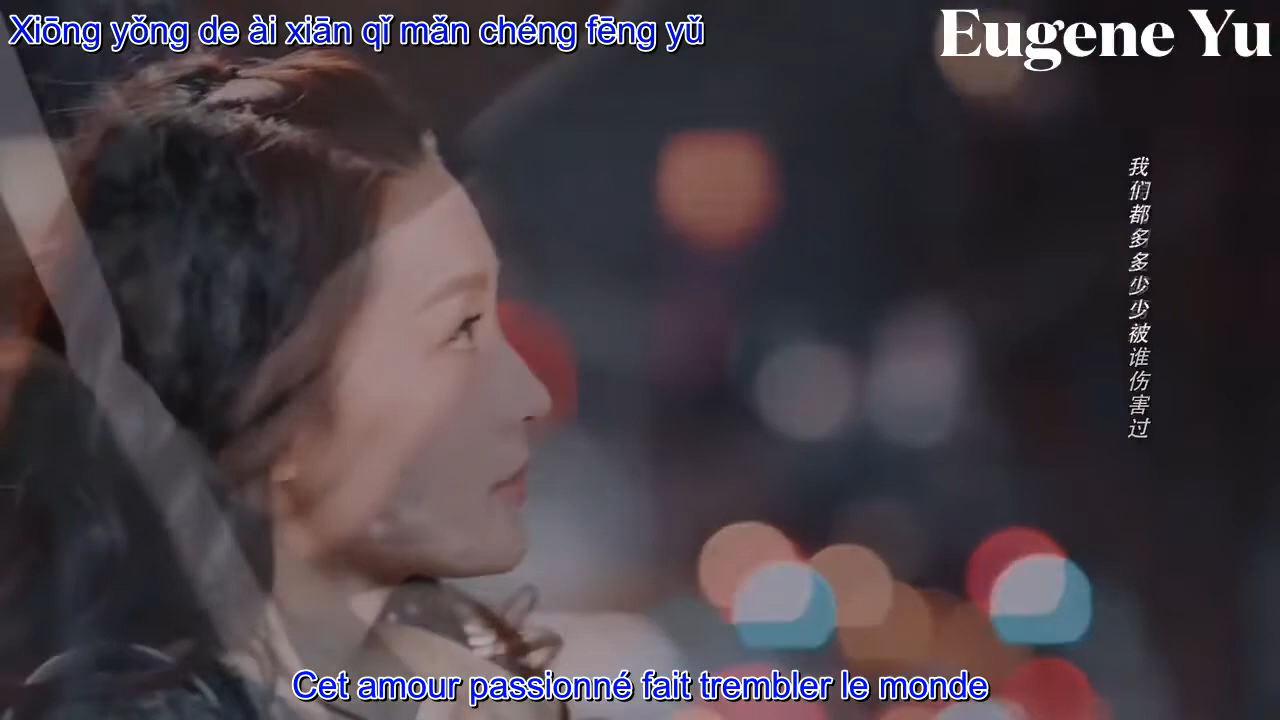 Xiōng yǒng de ài xiān qǐ mǎn chéng fēng yǔ
Eugene Yu
我们都多多少少被谁伤害过
Cet amour passionné fait trembler le monde